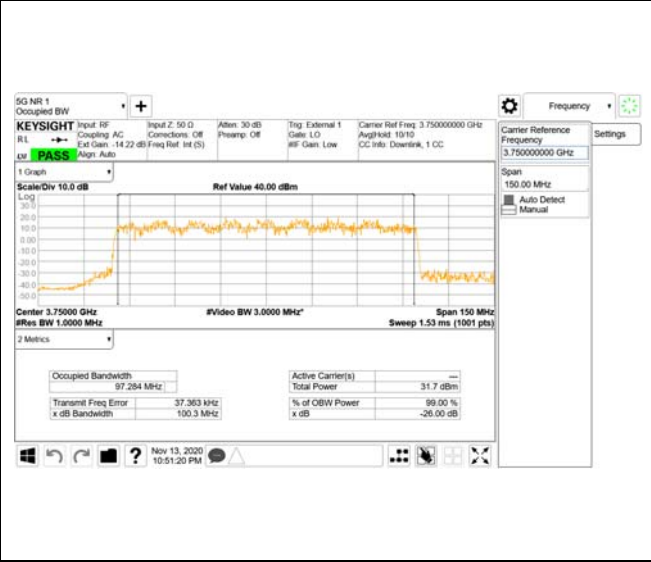 5G NR 1
Occupied BW
Frequency
KEYSIGHT
RL
PASS
Input: RF
Coupling: AC
Ext Gain: -14.22 dB
Align: Auto
Input Z: 50 Ω
Corrections: Off
Freq Ref: Int (S)
Atten: 30 dB
Preamp: Off
Trig: External 1
Gate: LO
#IF Gain: Low
Carrier Ref Freq: 3.750000000 GHz
Avg|Hold: 10/10
CC Info: Downlink, 1 CC
Carrier Reference
Frequency
3.750000000 GHz
Settings
Span
150.00 MHz
Auto Detect
Manual
1 Graph
Scale/Div 10.0 dB
Ref Value 40.00 dBm
Log
30.0
20.0
10.0
0.00
-10.0
-20.0
-30.0
-40.0
-50.0
Center 3.75000 GHz
#Video BW 3.0000 MHz*
Span 150 MHz
#Res BW 1.0000 MHz
Sweep 1.53 ms (1001 pts)
2 Metrics
Occupied Bandwidth
97.284 MHz
Transmit Freq Error 37.363 kHz
x dB Bandwidth 100.3 MHz
Active Carrier(s) —
Total Power 31.7 dBm
% of OBW Power 99.00 %
x dB -26.00 dB
?
Nov 13, 2020
10:51:20 PM